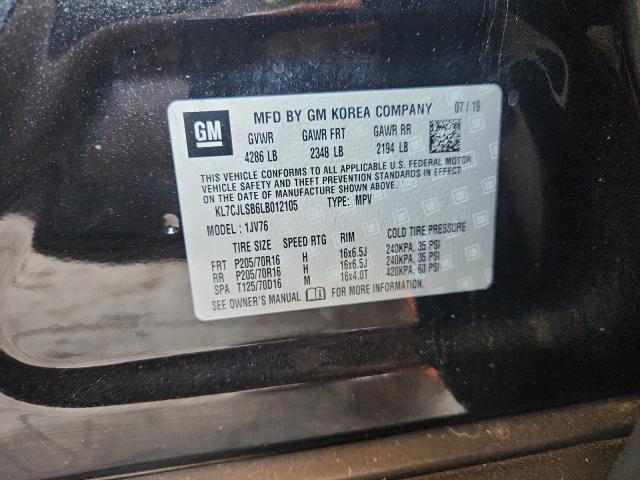 GM
MFD BY GM KOREA COMPANY 07/19
GVWR GAWR FRT GAWR RR
4286 LB 2348 LB 2194 LB
THIS VEHICLE CONFORMS TO ALL APPLICABLE U.S. FEDERAL MOTOR
VEHICLE SAFETY AND THEFT PREVENTION STANDARDS IN EFFECT
ON THE DATE OF MANUFACTURE SHOWN ABOVE.
KL7CJLSB6LB012105 TYPE: MPV
MODEL: 1JV76
TIRE SIZE SPEED RTG RIM COLD TIRE PRESSURE
FRT P205/70R16 H 16x6.5J 240KPA, 35 PSI
RR P205/70R16 H 16x6.5J 240KPA, 35 PSI
SPA T125/70D16 M 16x4.0T 420KPA, 60 PSI
SEE OWNER'S MANUAL FOR MORE INFORMATION.